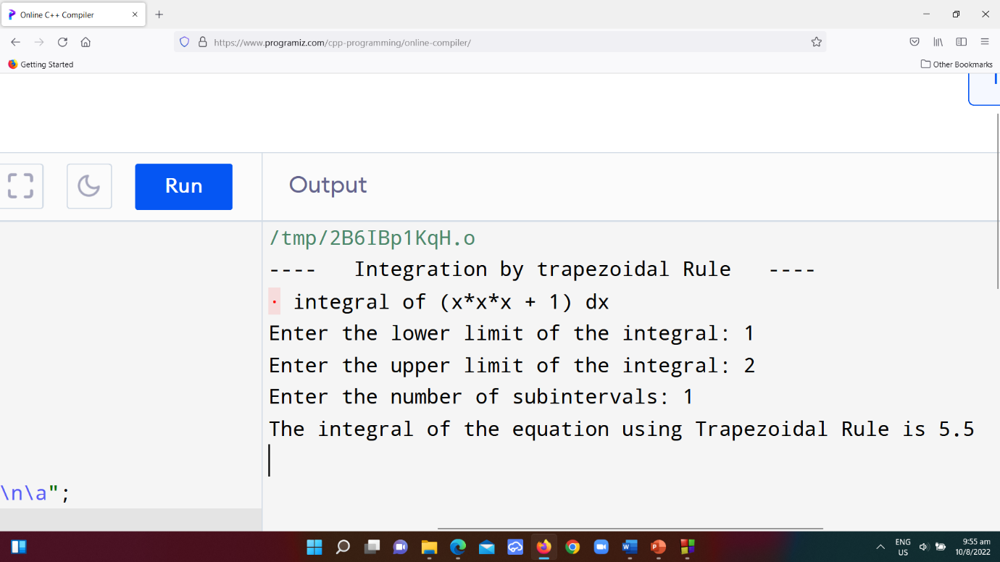 Online C++ Compiler
https://www.programiz.com/cpp-programming/online-compiler/
Getting Started
Other Bookmarks
Run
Output
/tmp/2B6IBp1KqH.o
----   Integration by trapezoidal Rule   ----
· integral of (x*x*x + 1) dx
Enter the lower limit of the integral: 1
Enter the upper limit of the integral: 2
Enter the number of subintervals: 1
The integral of the equation using Trapezoidal Rule is 5.5
\n\a";
ENG
US
9:55 am
10/8/2022